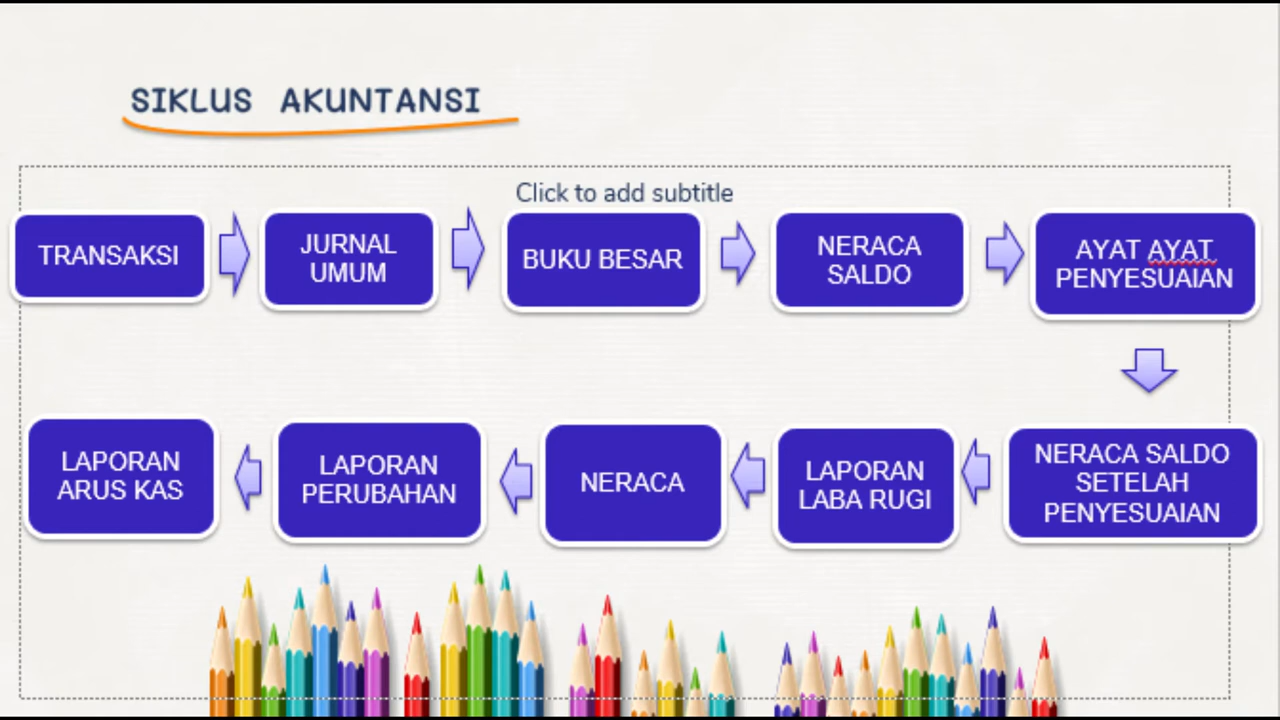 SIKLUS AKUNTANSI
Click to add subtitle
TRANSAKSI
JURNAL
UMUM
BUKU BESAR
NERACA
SALDO
AYAT AYAT
PENYESUAIAN
NERACA SALDO
SETELAH
PENYESUAIAN
LAPORAN
LABA RUGI
NERACA
LAPORAN
PERUBAHAN
LAPORAN
ARUS KAS